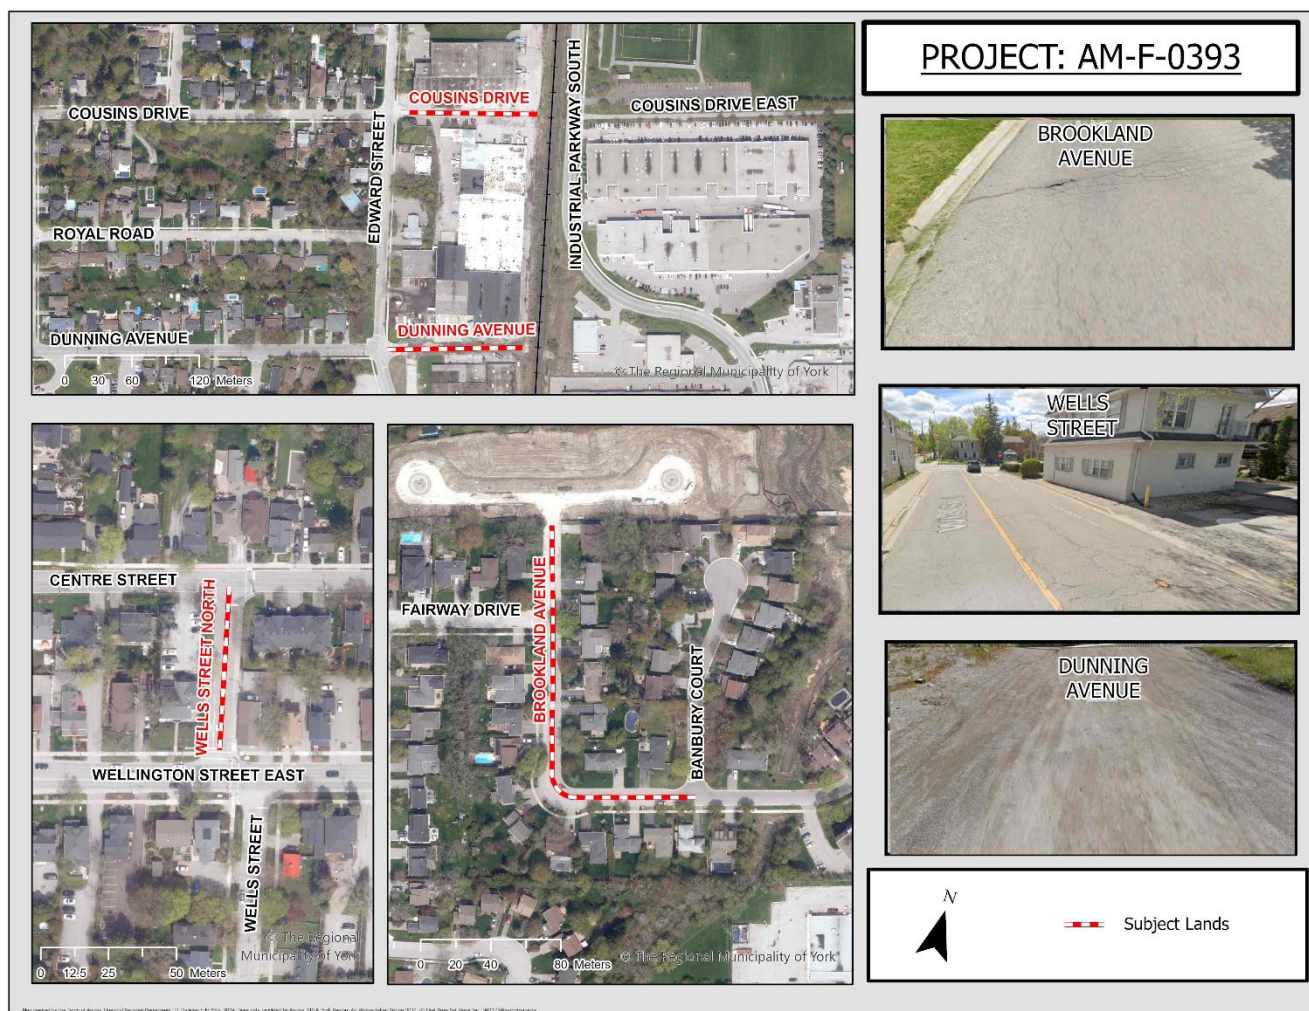 PROJECT: AM-F-0393
COUSINS DRIVE
COUSINS DRIVE
COUSINS DRIVE EAST
EDWARD STREET
INDUSTRIAL PARKWAY SOUTH
ROYAL ROAD
DUNNING AVENUE
DUNNING AVENUE
0 30 60 120 Meters
© The Regional Municipality of York
BROOKLAND
AVENUE
WELLS
STREET
DUNNING
AVENUE
CENTRE STREET
WELLS STREET NORTH
WELLINGTON STREET EAST
WELLS STREET
0 12.5 25 50 Meters
© The Regional
Municipality of York
FAIRWAY DRIVE
BROOKLAND AVENUE
BANBURY COURT
0 20 40 80 Meters
© The Regional Municipality of York
N
Subject Lands